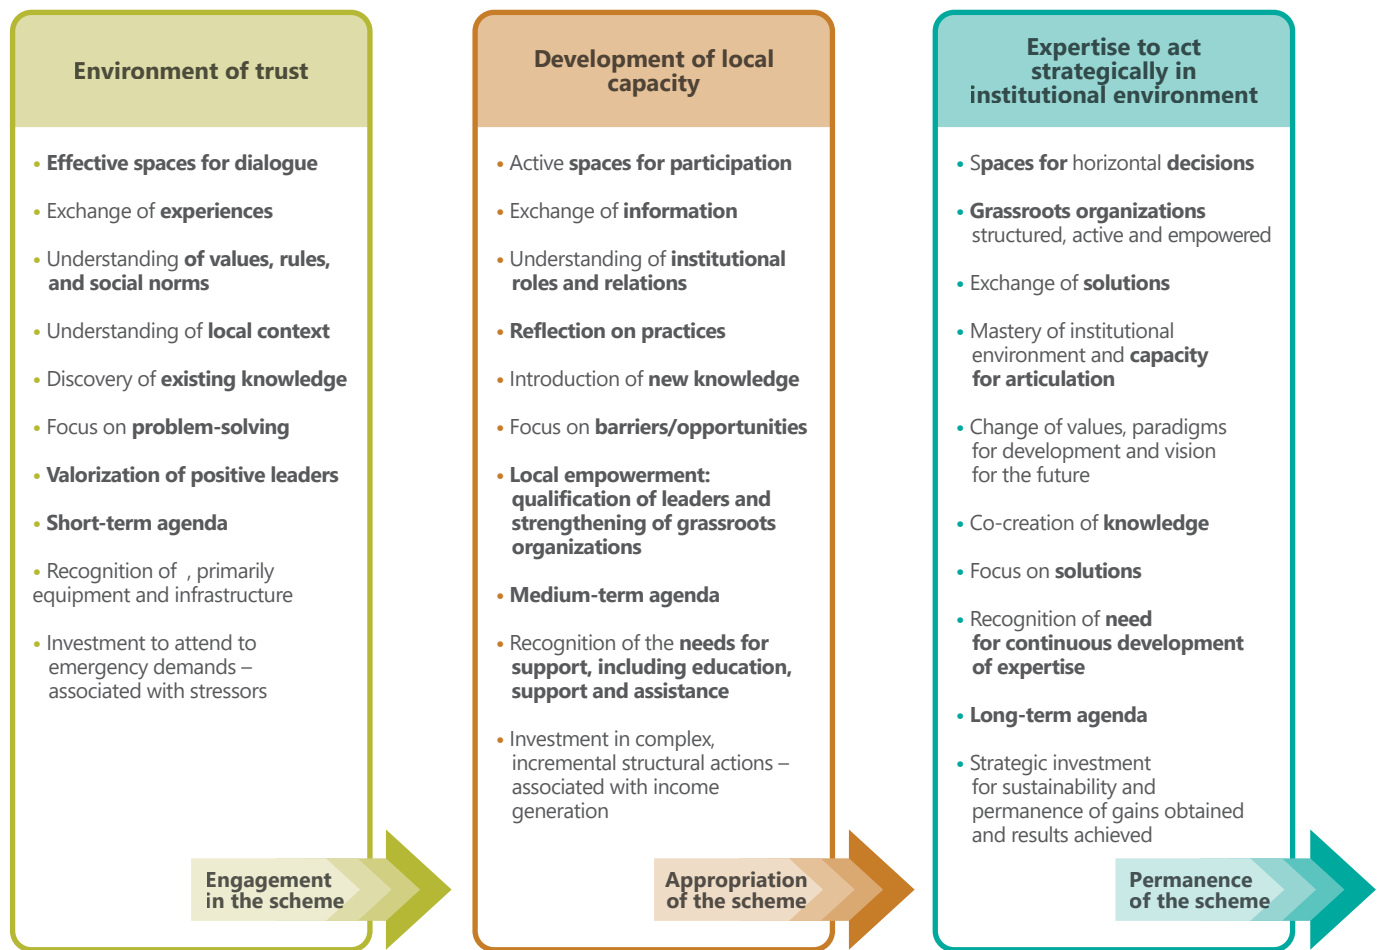 Environment of trust
• Effective spaces for dialogue
• Exchange of experiences
• Understanding of values, rules,
and social norms
• Understanding of local context
• Discovery of existing knowledge
• Focus on problem-solving
• Valorization of positive leaders
• Short-term agenda
• Recognition of , primarily
equipment and infrastructure
• Investment to attend to
emergency demands –
associated with stressors
Engagement
in the scheme
Development of local
capacity
• Active spaces for participation
• Exchange of information
• Understanding of institutional
roles and relations
• Reflection on practices
• Introduction of new knowledge
• Focus on barriers/opportunities
• Local empowerment:
qualification of leaders and
strengthening of grassroots
organizations
• Medium-term agenda
• Recognition of the needs for
support, including education,
support and assistance
• Investment in complex,
incremental structural actions –
associated with income
generation
Appropriation
of the scheme
Expertise to act
strategically in
institutional environment
• Spaces for horizontal decisions
• Grassroots organizations
structured, active and empowered
• Exchange of solutions
• Mastery of institutional
environment and capacity
for articulation
• Change of values, paradigms
for development and vision
for the future
• Co-creation of knowledge
• Focus on solutions
• Recognition of need
for continuous development
of expertise
• Long-term agenda
• Strategic investment
for sustainability and
permanence of gains obtained
and results achieved
Permanence
of the scheme